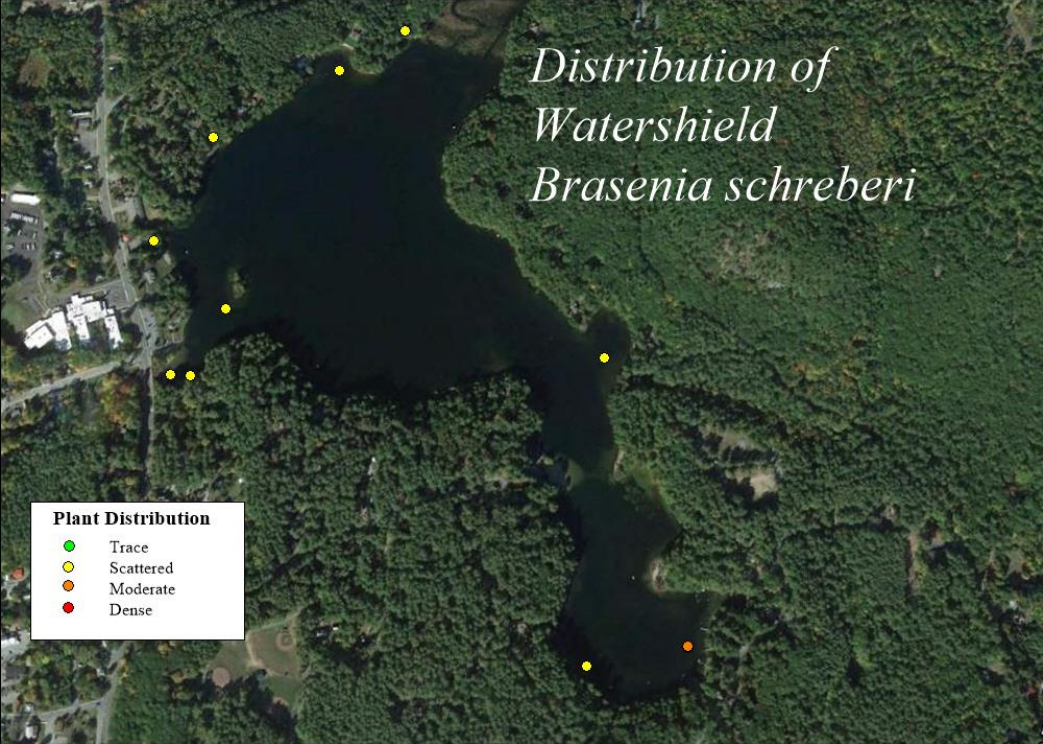 Distribution of
Watershield
Brasenia schreberi
Plant Distribution
Trace
Scattered
Moderate
Dense